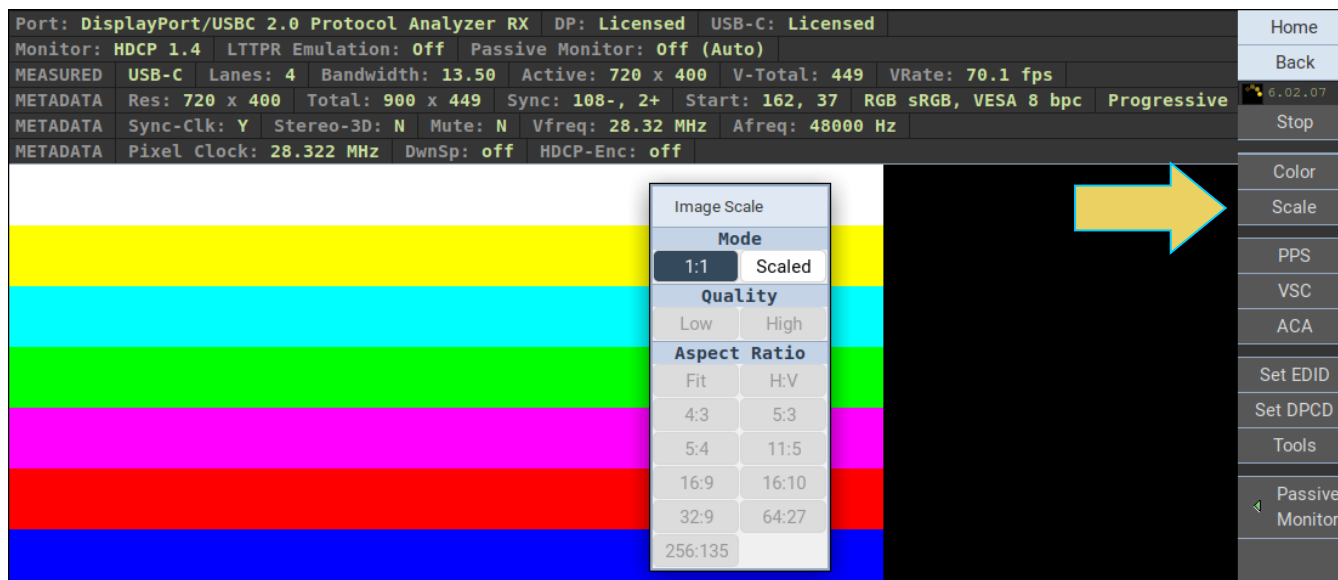 Port: DisplayPort/USBC 2.0 Protocol Analyzer RX DP: Licensed USB-C: Licensed
Monitor: HDCP 1.4 LTTPR Emulation: Off Passive Monitor: Off (Auto)
MEASURED USB-C Lanes: 4 Bandwidth: 13.50 Active: 720 x 400 V-Total: 449 VRate: 70.1 fps
METADATA Res: 720 x 400 Total: 900 x 449 Sync: 108-, 2+ Start: 162, 37 RGB sRGB, VESA 8 bpc Progressive
METADATA Sync-Clk: Y Stereo-3D: N Mute: N Vfreq: 28.32 MHz Afreq: 48000 Hz
METADATA Pixel Clock: 28.322 MHz DwnSp: off HDCP-Enc: off
Image Scale
Mode
1:1 Scaled
Quality
Low High
Aspect Ratio
Fit H:V
4:3 5:3
5:4 11:5
16:9 16:10
32:9 64:27
256:135
Home
Back
6.02.07
Stop
Color
Scale
PPS
VSC
ACA
Set EDID
Set DPCD
Tools
Passive
Monitor